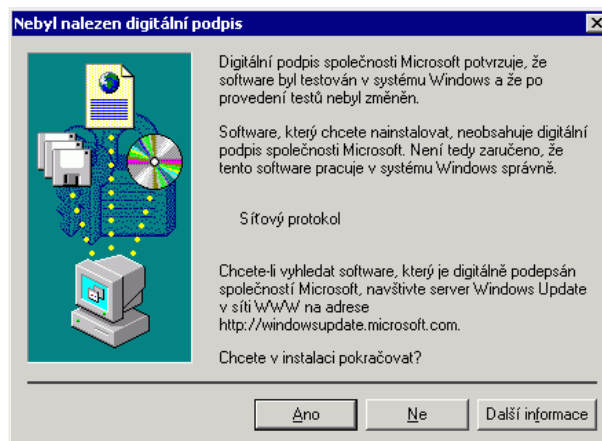 Nebyl nalezen digitální podpis
Digitální podpis společnosti Microsoft potvrzuje, že
software byl testován v systému Windows a že po
provedení testů nebyl změněn.
Software, který chcete nainstalovat, neobsahuje digitální
podpis společnosti Microsoft. Není tedy zaručeno, že
tento software pracuje v systému Windows správně.
Síťový protokol
Chcete-li vyhledat software, který je digitálně podepsán
společností Microsoft, navštivte server Windows Update
v síti WWW na adrese
http://windowsupdate.microsoft.com.
Chcete v instalaci pokračovat?
Ano Ne Další informace